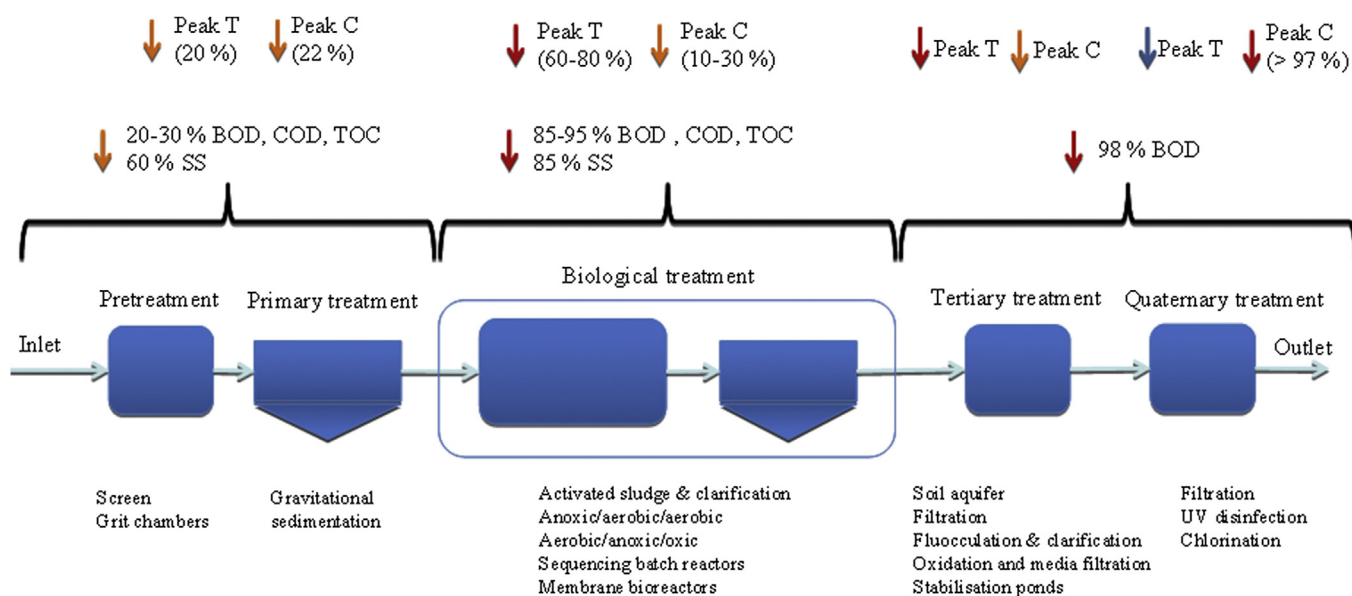 Peak T
(20 %)
Peak C
(22 %)
Peak T
(60-80 %)
Peak C
(10-30 %)
Peak T
Peak C
Peak T
Peak C
(> 97 %)
20-30 % BOD, COD, TOC
60 % SS
85-95 % BOD , COD, TOC
85 % SS
98 % BOD
Biological treatment
Pretreatment
Primary treatment
Tertiary treatment
Quaternary treatment
Inlet
Outlet
Screen
Grit chambers
Gravitational
sedimentation
Activated sludge & clarification
Anoxic/aerobic/aerobic
Aerobic/anoxic/oxic
Sequencing batch reactors
Membrane bioreactors
Soil aquifer
Filtration
Fluocculation & clarification
Oxidation and media filtration
Stabilisation ponds
Filtration
UV disinfection
Chlorination